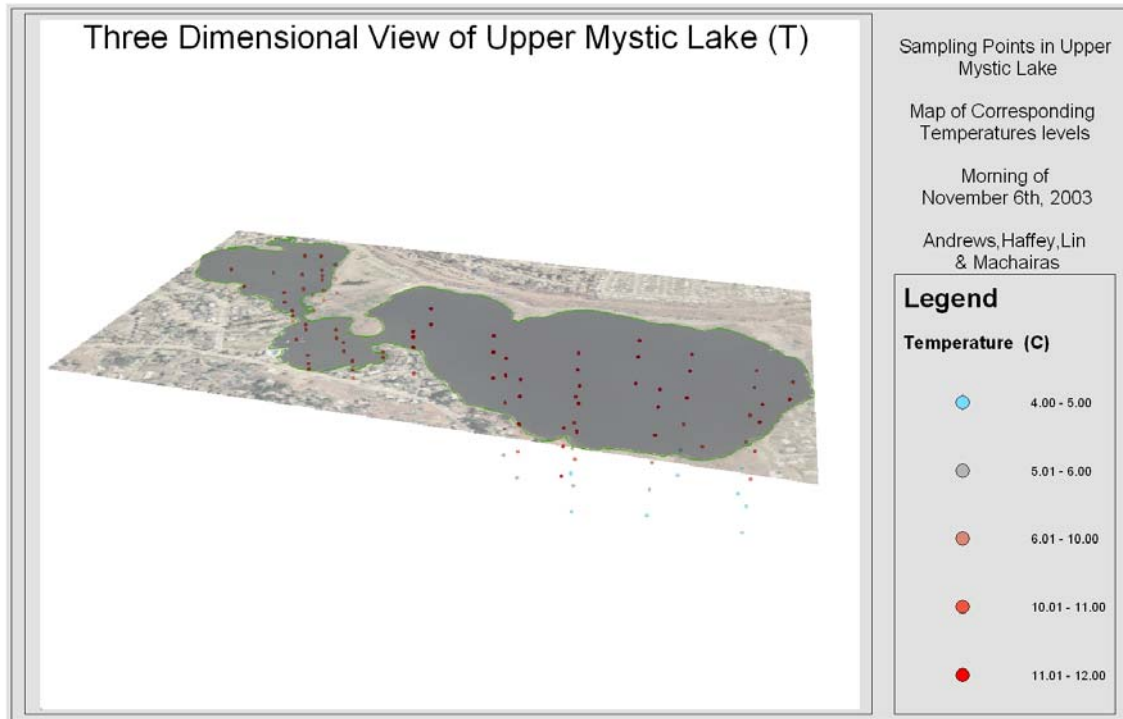 Three Dimensional View of Upper Mystic Lake (T)
Sampling Points in Upper
Mystic Lake
Map of Corresponding
Temperatures levels
Morning of
November 6th, 2003
Andrews,Haffey,Lin
& Machairas
Legend
Temperature (C)
4.00 - 5.00
5.01 - 6.00
6.01 - 10.00
10.01 - 11.00
11.01 - 12.00